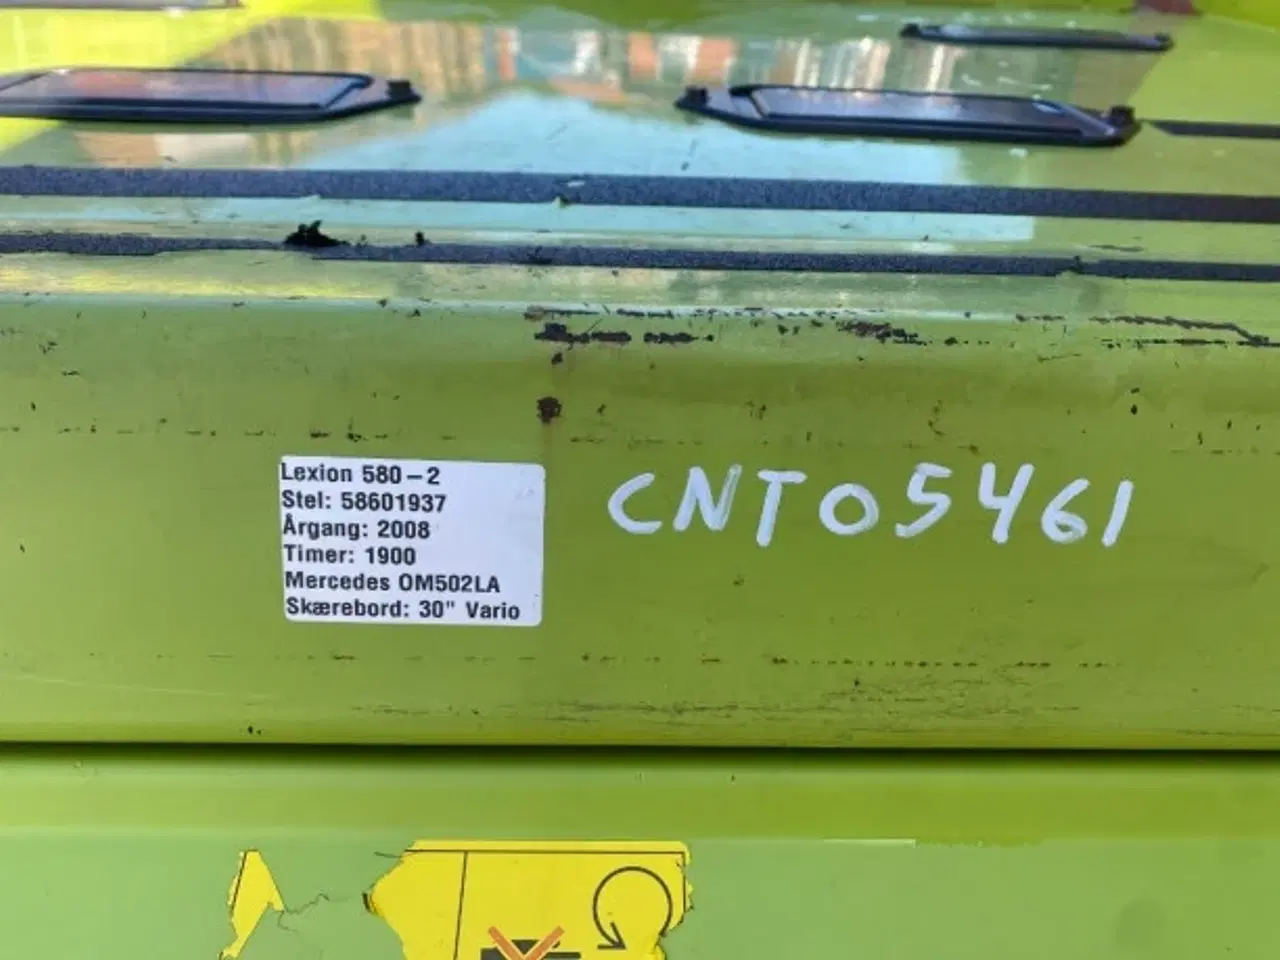 Lexion 580-2
Stel: 58601937
Årgang: 2008
Timer: 1900
Mercedes OM502LA
Skærebord: 30" Vario
CNT05461